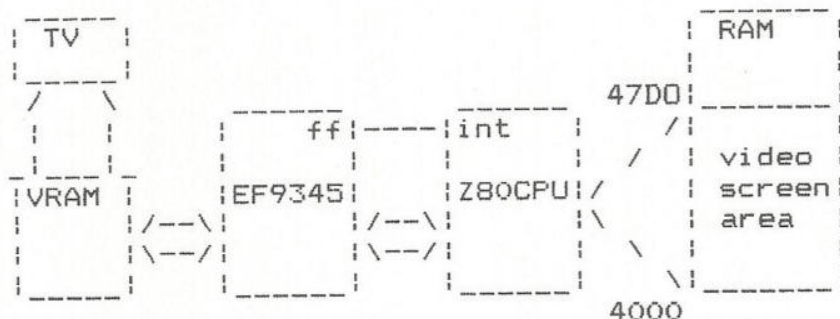 TV
RAM
47D0
ff
int
video
VRAM
EF9345
Z80CPU
screen
area
4000